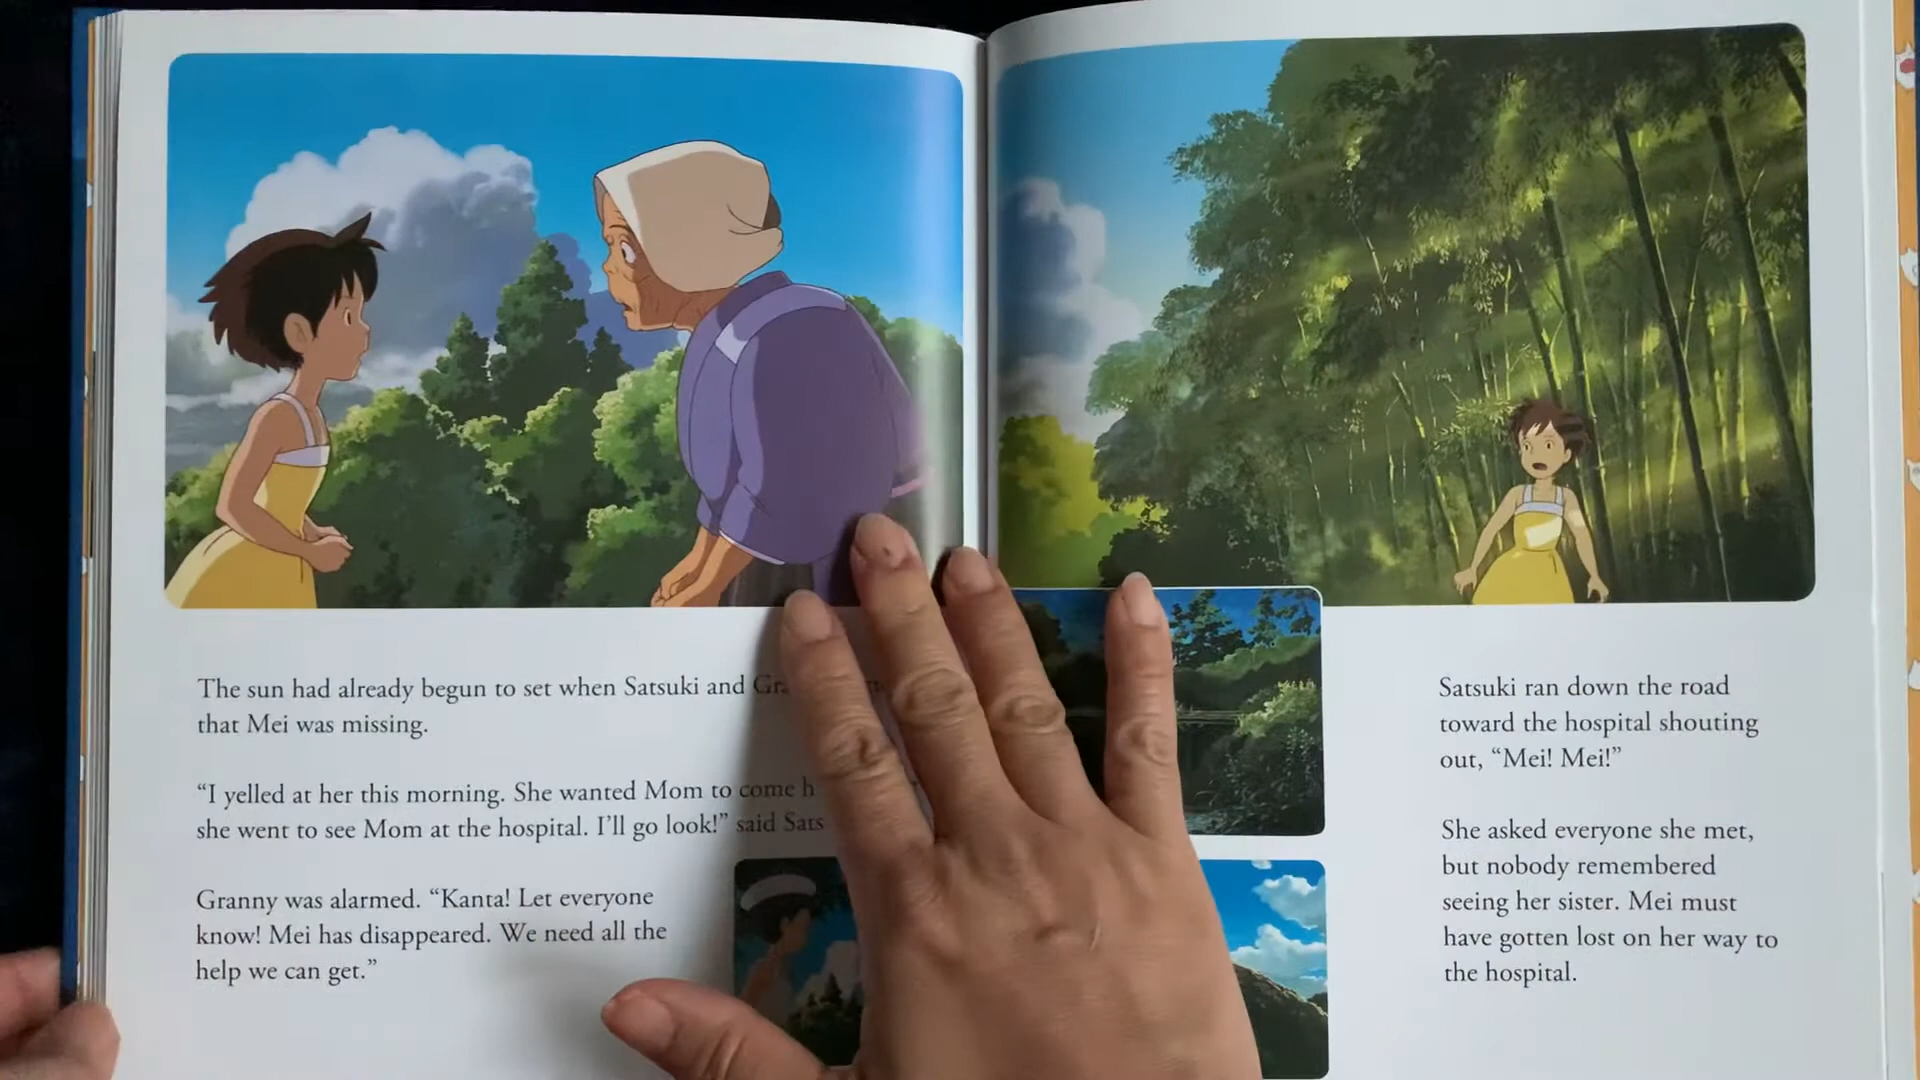 The sun had already begun to set when Satsuki and
that Mei was missing.
“I yelled at her this morning. She wanted Mom to come
she went to see Mom at the hospital. I’ll go look!” said
Granny was alarmed. “Kanta! Let everyone
know! Mei has disappeared. We need all the
help we can get.”
Satsuki ran down the road
toward the hospital shouting
out, “Mei! Mei!”
She asked everyone she met,
but nobody remembered
seeing her sister. Mei must
have gotten lost on her way to
the hospital.